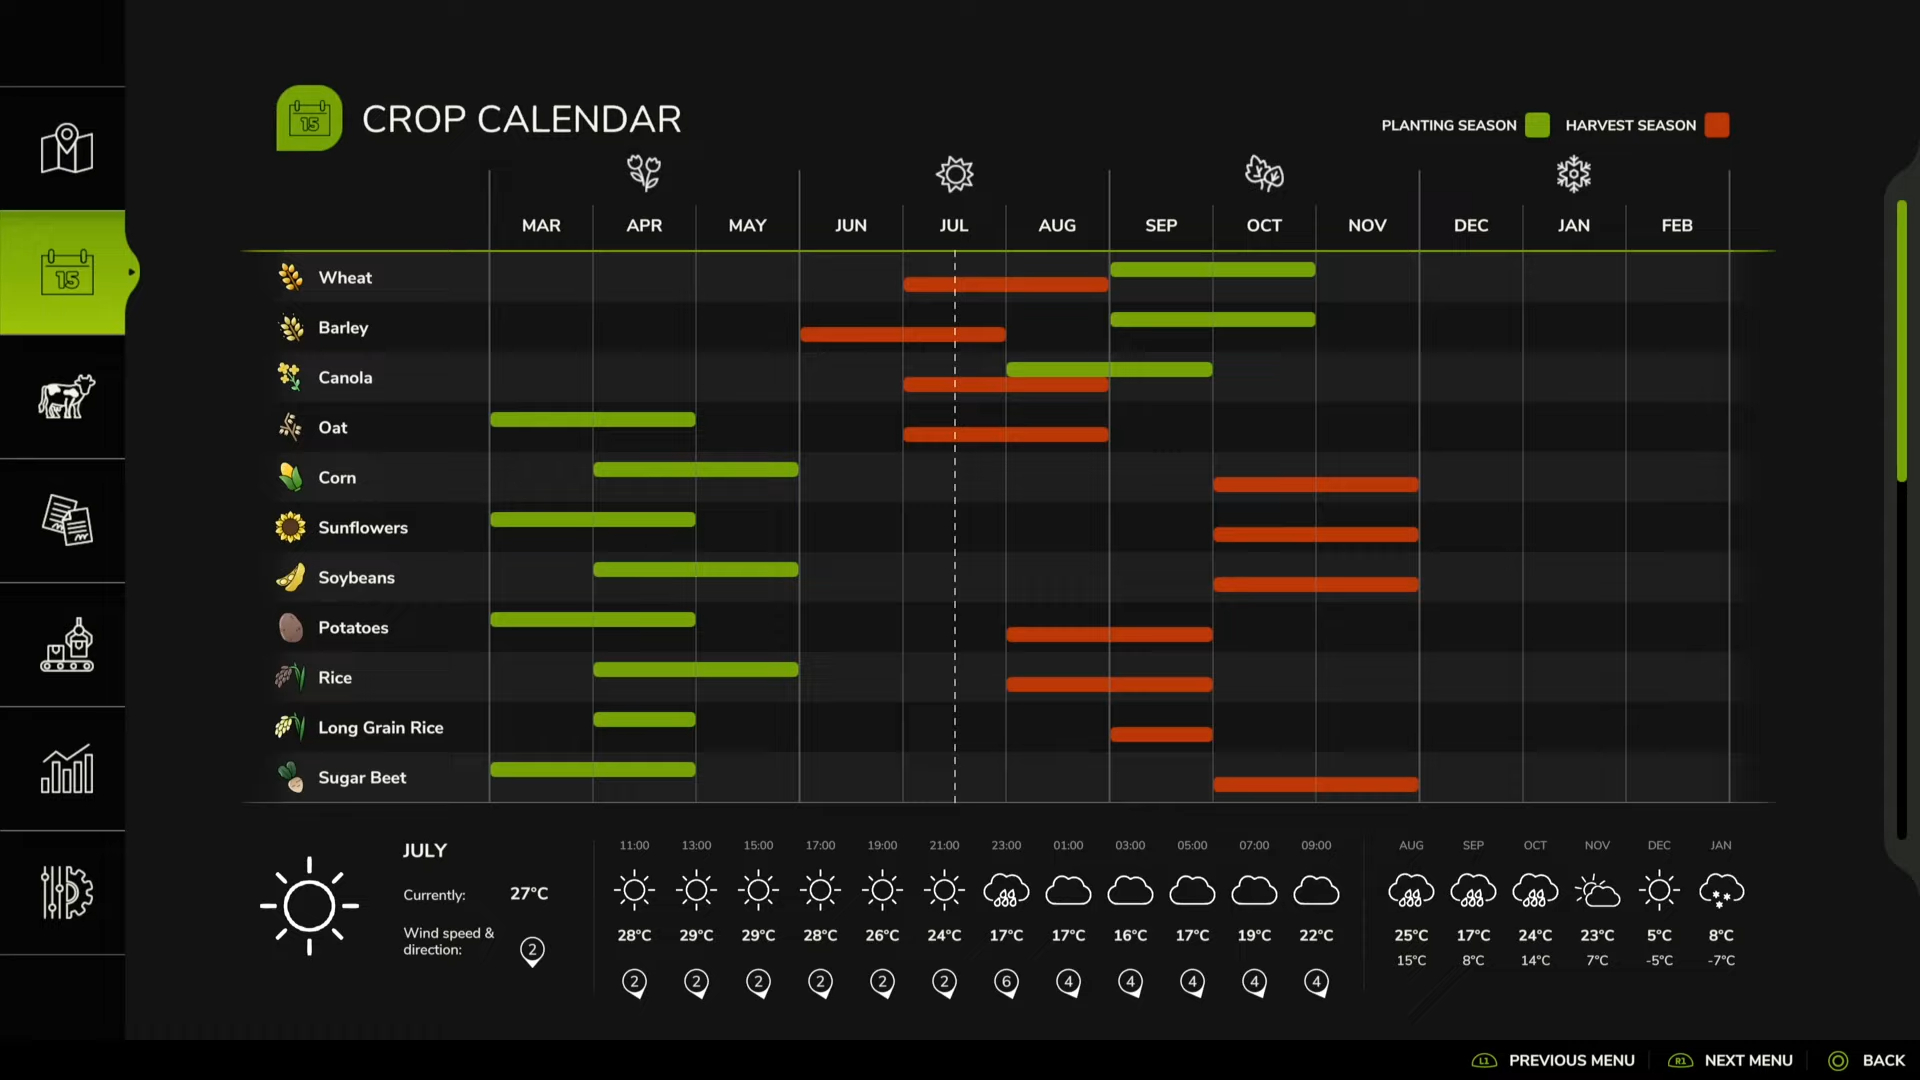 15
CROP CALENDAR
PLANTING SEASON
HARVEST SEASON
MAR APR MAY JUN JUL AUG SEP OCT NOV DEC JAN FEB
15
Wheat
Barley
Canola
Oat
Corn
Sunflowers
Soybeans
Potatoes
Rice
Long Grain Rice
Sugar Beet
JULY
Currently: 27°C
Wind speed &
direction: 2
11:00 13:00 15:00 17:00 19:00 21:00 23:00 01:00 03:00 05:00 07:00 09:00
28°C 29°C 29°C 28°C 26°C 24°C 17°C 17°C 16°C 17°C 19°C 22°C
2 2 2 2 2 2 6 4 4 4 4 4
AUG SEP OCT NOV DEC JAN
25°C 17°C 24°C 23°C 5°C 8°C
15°C 8°C 14°C 7°C -5°C -7°C
L1 PREVIOUS MENU R1 NEXT MENU BACK